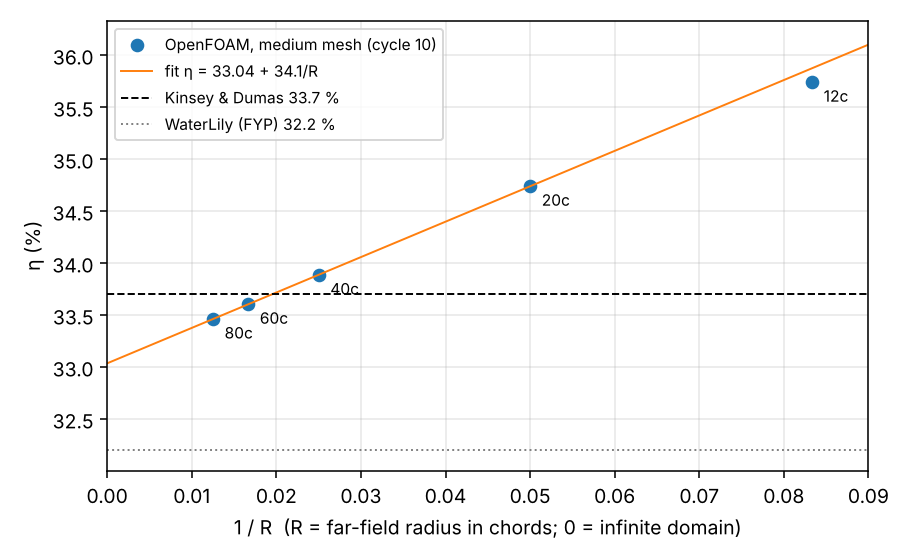 OpenFOAM, medium mesh (cycle 10)
fit η = 33.04 + 34.1/R
Kinsey & Dumas 33.7 %
WaterLily (FYP) 32.2 %
36.0
35.5
35.0
34.5
34.0
33.5
33.0
32.5
η (%)
12c
20c
40c
60c
80c
0.00 0.01 0.02 0.03 0.04 0.05 0.06 0.07 0.08 0.09
1 / R (R = far-field radius in chords; 0 = infinite domain)